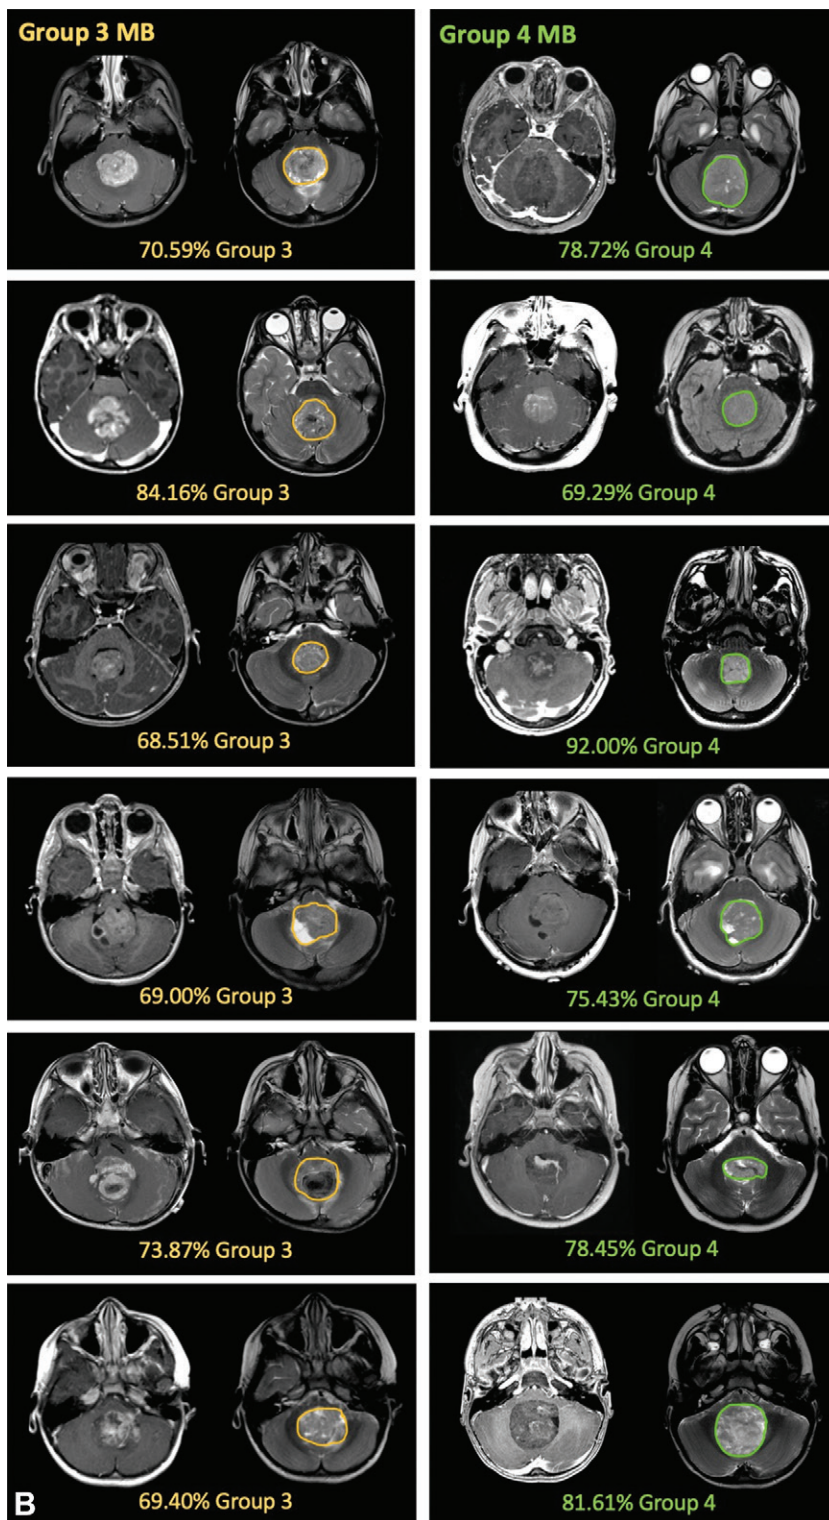 Group 3 MB
Group 4 MB
70.59% Group 3
78.72% Group 4
84.16% Group 3
69.29% Group 4
68.51% Group 3
92.00% Group 4
69.00% Group 3
75.43% Group 4
73.87% Group 3
78.45% Group 4
69.40% Group 3
81.61% Group 4
B